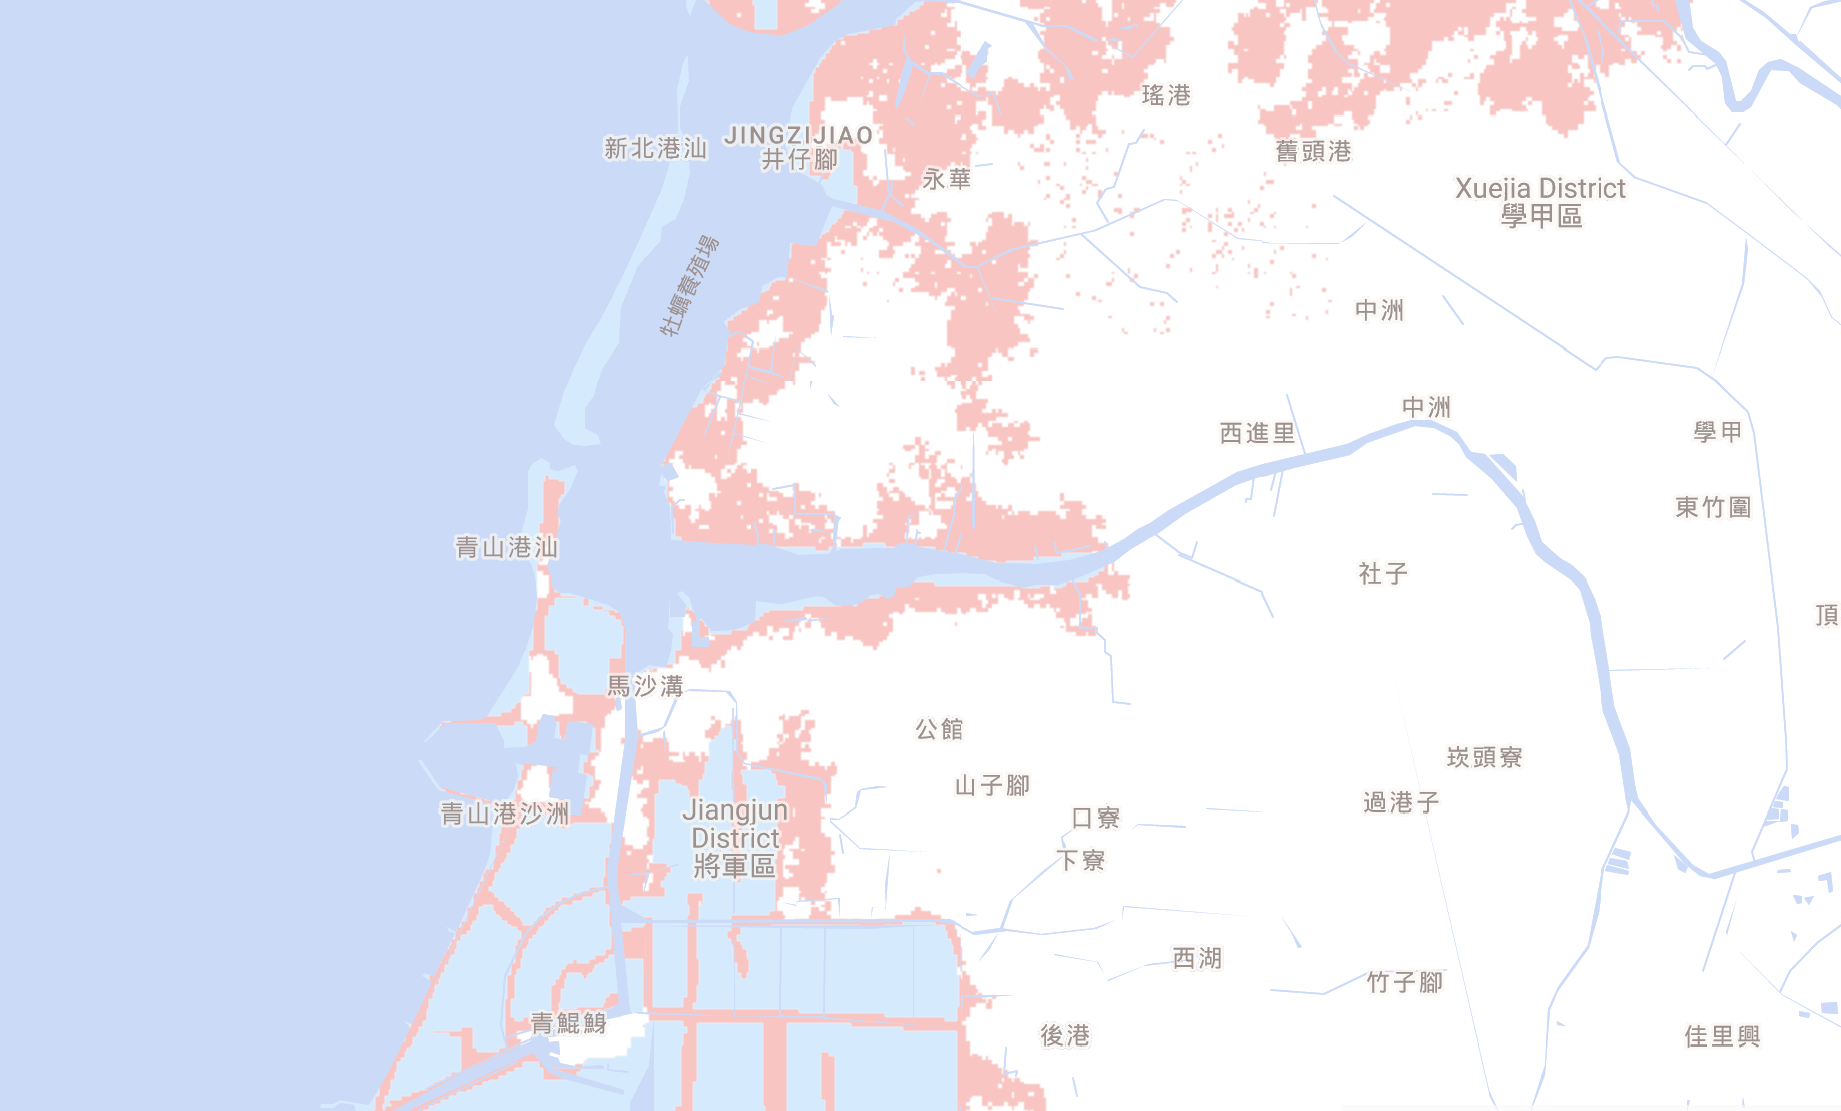 瑤港
JINGZIJIAO
井仔腳
新北港汕
舊頭港
永華
Xuejia District
學甲區
牡蠣養殖場
中洲
中洲
西進里
學甲
東竹圍
青山港汕
社子
頂
馬沙溝
公館
崁頭寮
山子腳
過港子
青山港沙洲
Jiangjun
District
將軍區
口寮
下寮
西湖
竹子腳
青鯤鯓
後港
佳里興